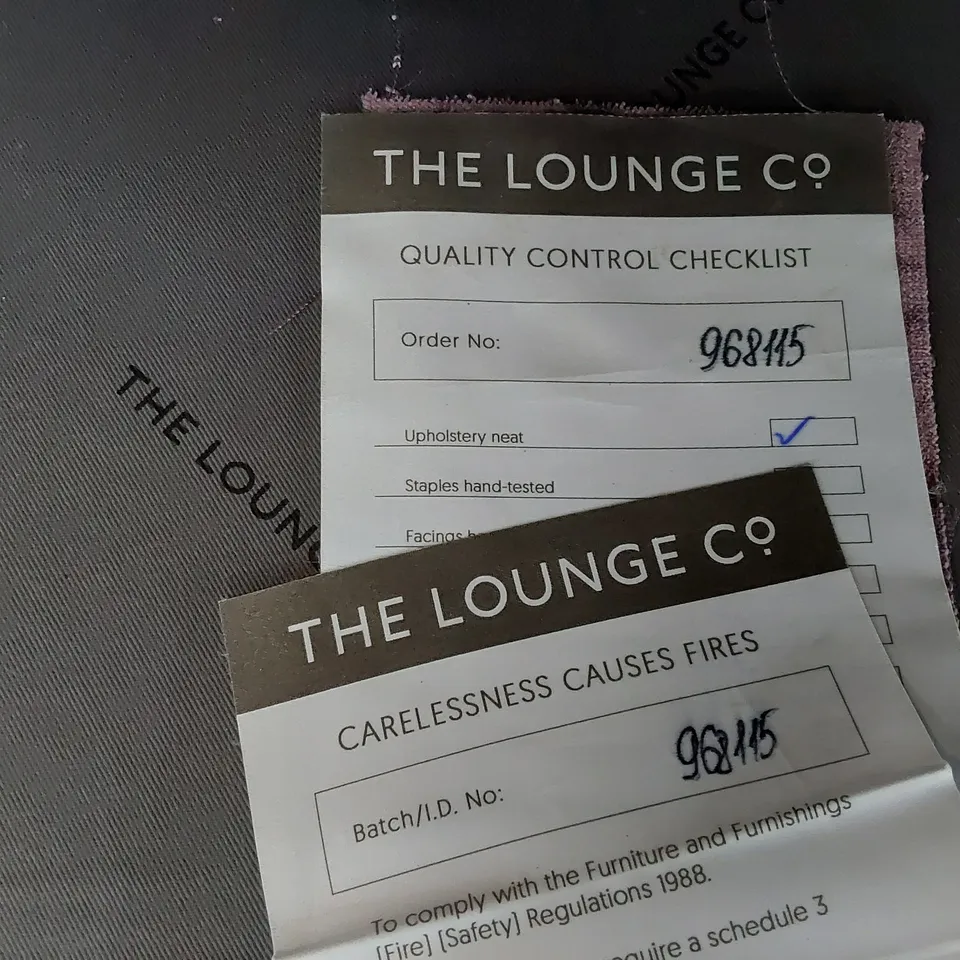 UNGE C
THE LOUNGE Cº
QUALITY CONTROL CHECKLIST
Order No: 968115
Upholstery neat ✓
Staples hand-tested
Facings
THE LOUN
THE LOUNGE Cº
CARELESSNESS CAUSES FIRES
Batch/I.D. No: 968115
To comply with the Furniture and Furnishings
[Fire] [Safety] Regulations 1988.
quire a schedule 3